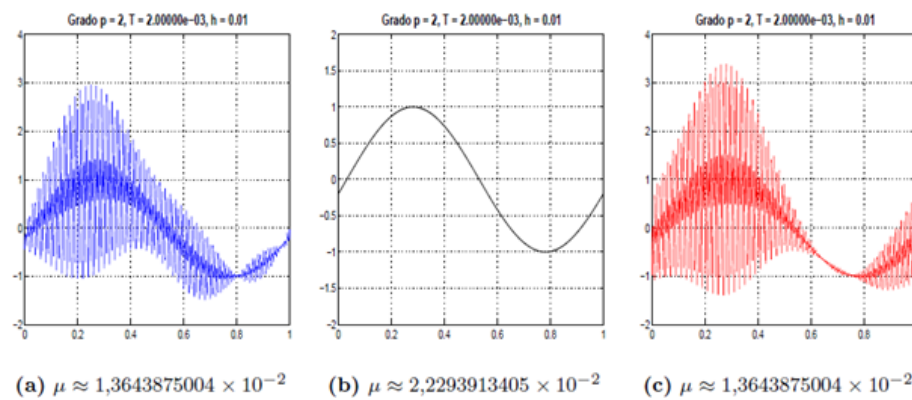 Grado p = 2, T = 2.00000e−03, h = 0.01
4
3
2
1
0
−1
−2
0 0.2 0.4 0.6 0.8 1
(a) μ ≈ 1,3643875004 × 10⁻²
Grado p = 2, T = 2.00000e−03, h = 0.01
2
1.5
1
0.5
0
−0.5
−1
−1.5
−2
0 0.2 0.4 0.6 0.8 1
(b) μ ≈ 2,2293913405 × 10⁻²
Grado p = 2, T = 2.00000e−03, h = 0.01
4
3
2
1
0
−1
−2
0 0.2 0.4 0.6 0.8
(c) μ ≈ 1,3643875004 × 10⁻²